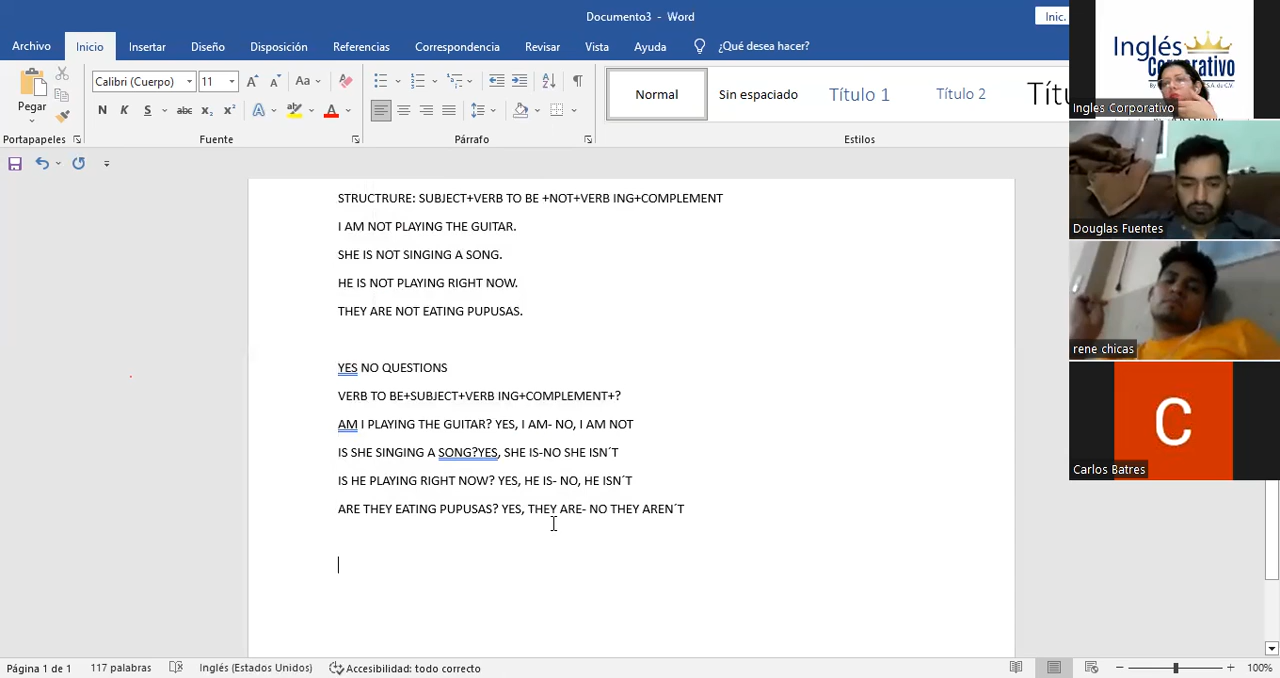 Documento3 - Word
Inic.
Archivo Inicio Insertar Diseño Disposición Referencias Correspondencia Revisar Vista Ayuda ¿Qué desea hacer?
Pegar
Calibri (Cuerpo) 11 Aa
N K S abc x₂ x² A A
Normal Sin espaciado Título 1 Título 2
Portapapeles Fuente Párrafo Estilos
STRUCTRURE: SUBJECT+VERB TO BE +NOT+VERB ING+COMPLEMENT
I AM NOT PLAYING THE GUITAR.
SHE IS NOT SINGING A SONG.
HE IS NOT PLAYING RIGHT NOW.
THEY ARE NOT EATING PUPUSAS.
YES NO QUESTIONS
VERB TO BE+SUBJECT+VERB ING+COMPLEMENT+?
AM I PLAYING THE GUITAR? YES, I AM- NO, I AM NOT
IS SHE SINGING A SONG?YES, SHE IS-NO SHE ISN´T
IS HE PLAYING RIGHT NOW? YES, HE IS- NO, HE ISN´T
ARE THEY EATING PUPUSAS? YES, THEY ARE- NO THEY AREN´T
Página 1 de 1 117 palabras Inglés (Estados Unidos) Accesibilidad: todo correcto 100%
Inglés
Corporativo
Ingles Corporativo
Douglas Fuentes
rene chicas
C
Carlos Batres